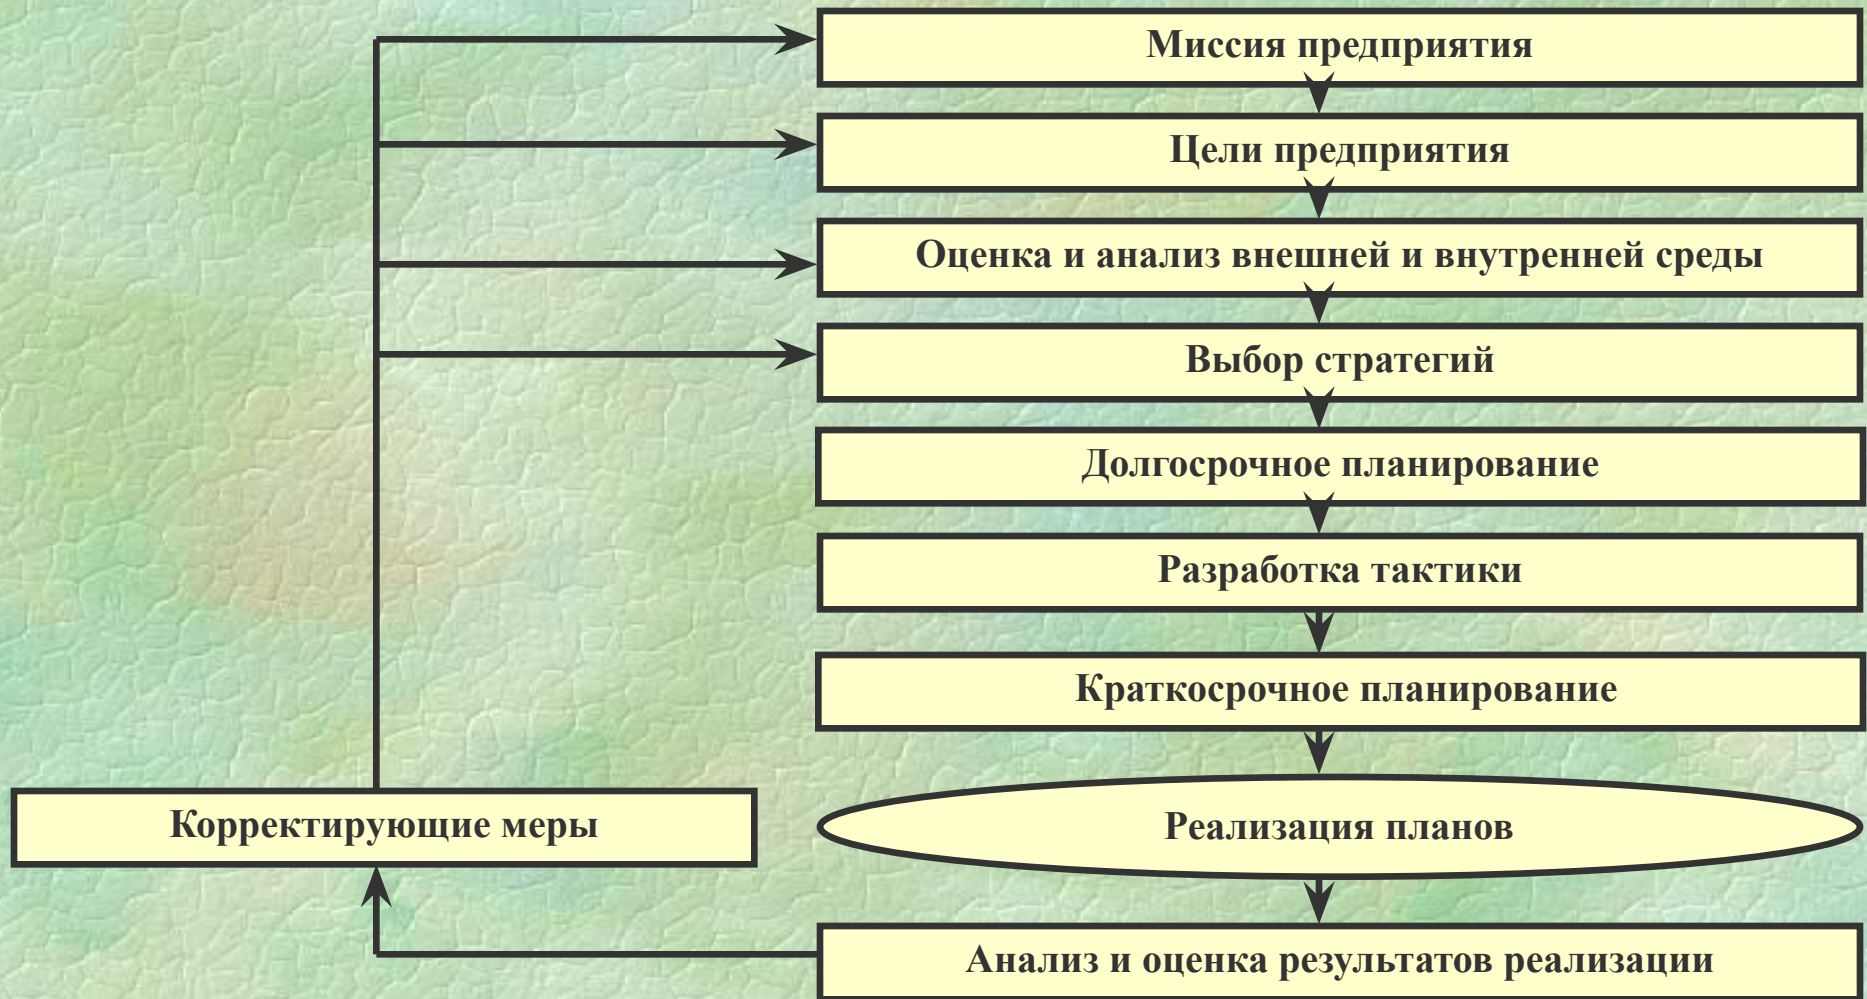 Миссия предприятия
Цели предприятия
Оценка и анализ внешней и внутренней среды
Выбор стратегий
Долгосрочное планирование
Разработка тактики
Краткосрочное планирование
Корректирующие меры
Реализация планов
Анализ и оценка результатов реализации